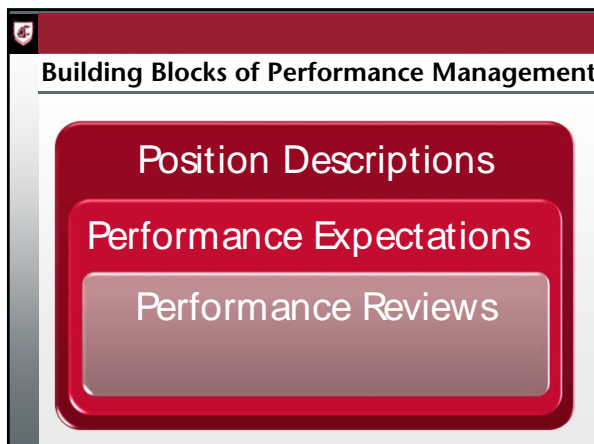 Building Blocks of Performance Management
Position Descriptions
Performance Expectations
Performance Reviews